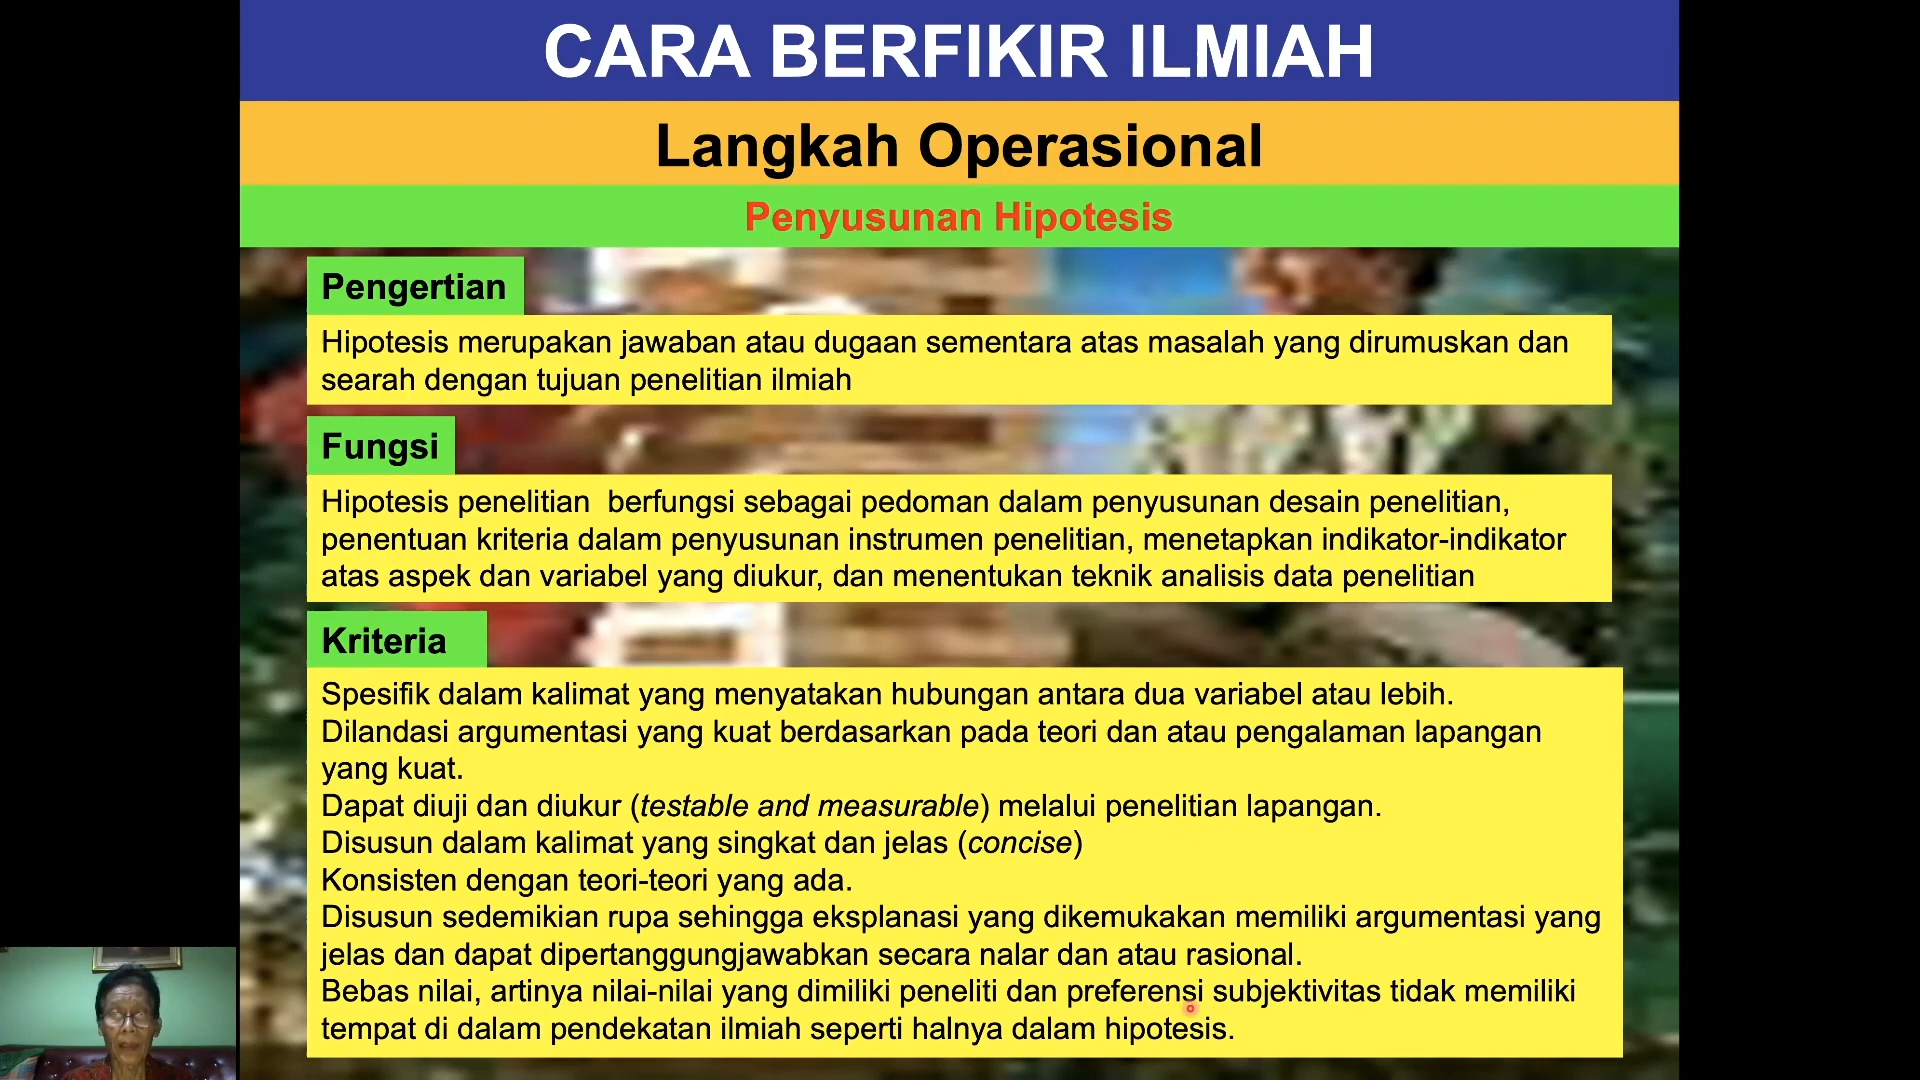 CARA BERFIKIR ILMIAH
Langkah Operasional
Penyusunan Hipotesis
Pengertian
Hipotesis merupakan jawaban atau dugaan sementara atas masalah yang dirumuskan dan
searah dengan tujuan penelitian ilmiah
Fungsi
Hipotesis penelitian  berfungsi sebagai pedoman dalam penyusunan desain penelitian,
penentuan kriteria dalam penyusunan instrumen penelitian, menetapkan indikator-indikator
atas aspek dan variabel yang diukur, dan menentukan teknik analisis data penelitian
Kriteria
Spesifik dalam kalimat yang menyatakan hubungan antara dua variabel atau lebih.
Dilandasi argumentasi yang kuat berdasarkan pada teori dan atau pengalaman lapangan
yang kuat.
Dapat diuji dan diukur (testable and measurable) melalui penelitian lapangan.
Disusun dalam kalimat yang singkat dan jelas (concise)
Konsisten dengan teori-teori yang ada.
Disusun sedemikian rupa sehingga eksplanasi yang dikemukakan memiliki argumentasi yang
jelas dan dapat dipertanggungjawabkan secara nalar dan atau rasional.
Bebas nilai, artinya nilai-nilai yang dimiliki peneliti dan preferensi subjektivitas tidak memiliki
tempat di dalam pendekatan ilmiah seperti halnya dalam hipotesis.